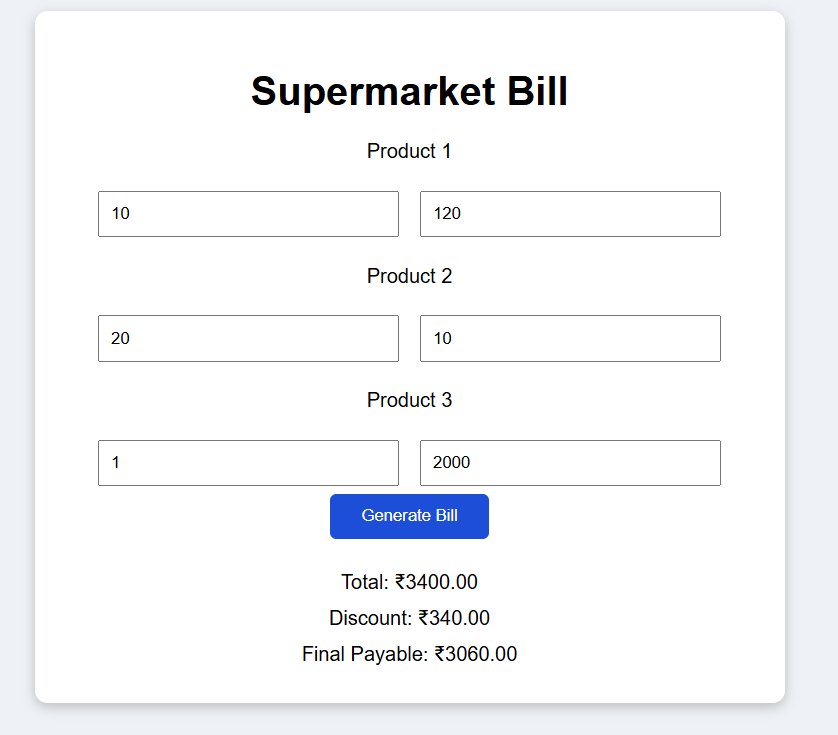 Supermarket Bill
Product 1
10 120
Product 2
20 10
Product 3
1 2000
Generate Bill
Total: ₹3400.00
Discount: ₹340.00
Final Payable: ₹3060.00